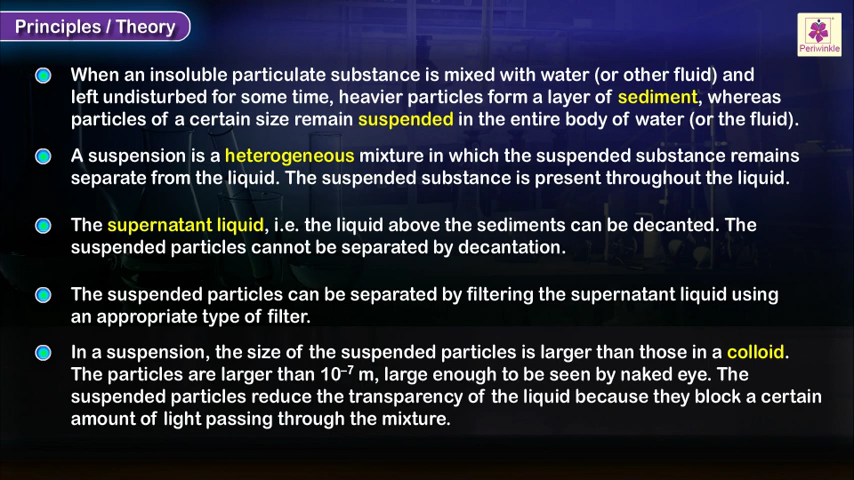 Principles / Theory
Periwinkle
When an insoluble particulate substance is mixed with water (or other fluid) and
left undisturbed for some time, heavier particles form a layer of sediment, whereas
particles of a certain size remain suspended in the entire body of water (or the fluid).
A suspension is a heterogeneous mixture in which the suspended substance remains
separate from the liquid. The suspended substance is present throughout the liquid.
The supernatant liquid, i.e. the liquid above the sediments can be decanted. The
suspended particles cannot be separated by decantation.
The suspended particles can be separated by filtering the supernatant liquid using
an appropriate type of filter.
In a suspension, the size of the suspended particles is larger than those in a colloid.
The particles are larger than 10⁻⁷ m, large enough to be seen by naked eye. The
suspended particles reduce the transparency of the liquid because they block a certain
amount of light passing through the mixture.